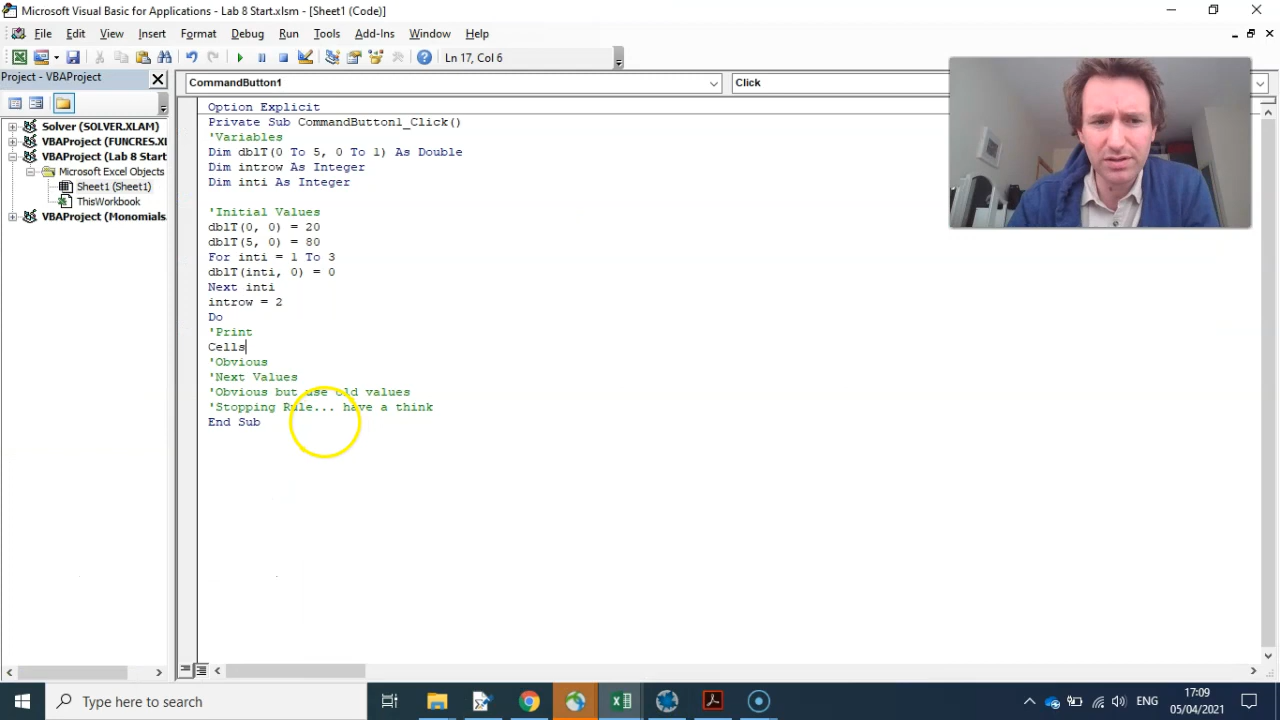 Microsoft Visual Basic for Applications - Lab 8 Start.xlsm - [Sheet1 (Code)]
File Edit View Insert Format Debug Run Tools Add-Ins Window Help
Ln 17, Col 6
Project - VBAProject
CommandButton1
Click
Solver (SOLVER.XLAM)
VBAProject (FUNCRES.XL
VBAProject (Lab 8 Start
Microsoft Excel Objects
Sheet1 (Sheet1)
ThisWorkbook
VBAProject (Monomials.
Option Explicit
Private Sub CommandButton1_Click()
'Variables
Dim dblT(0 To 5, 0 To 1) As Double
Dim introw As Integer
Dim inti As Integer
'Initial Values
dblT(0, 0) = 20
dblT(5, 0) = 80
For inti = 1 To 3
dblT(inti, 0) = 0
Next inti
introw = 2
Do
'Print
Cells
'Obvious
'Next Values
'Obvious but use old values
'Stopping Rule... have a think
End Sub
Type here to search
ENG
17:09
05/04/2021